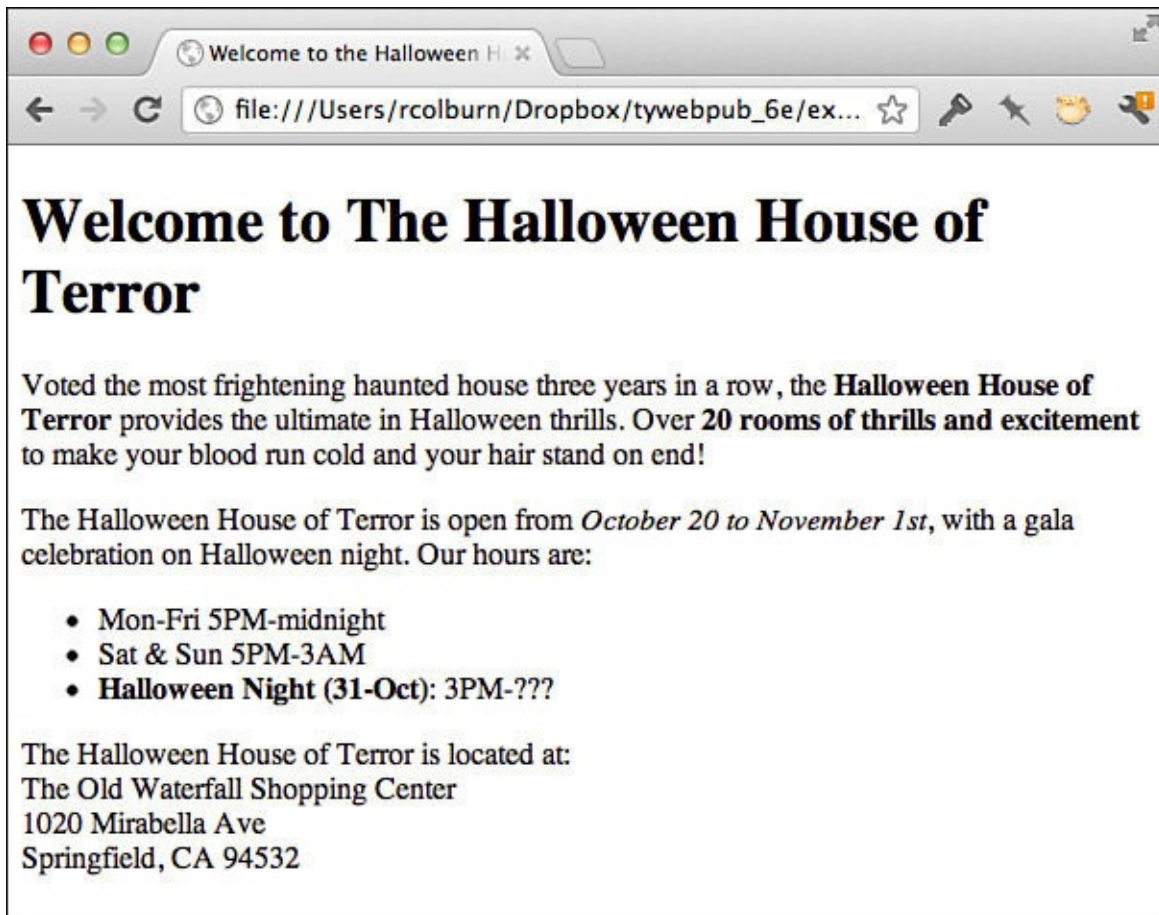 Welcome to the Halloween H
file:///Users/rcolburn/Dropbox/tywebpub_6e/ex...
Welcome to The Halloween House of
Terror
Voted the most frightening haunted house three years in a row, the Halloween House of
Terror provides the ultimate in Halloween thrills. Over 20 rooms of thrills and excitement
to make your blood run cold and your hair stand on end!
The Halloween House of Terror is open from October 20 to November 1st, with a gala
celebration on Halloween night. Our hours are:
• Mon-Fri 5PM-midnight
• Sat & Sun 5PM-3AM
• Halloween Night (31-Oct): 3PM-???
The Halloween House of Terror is located at:
The Old Waterfall Shopping Center
1020 Mirabella Ave
Springfield, CA 94532